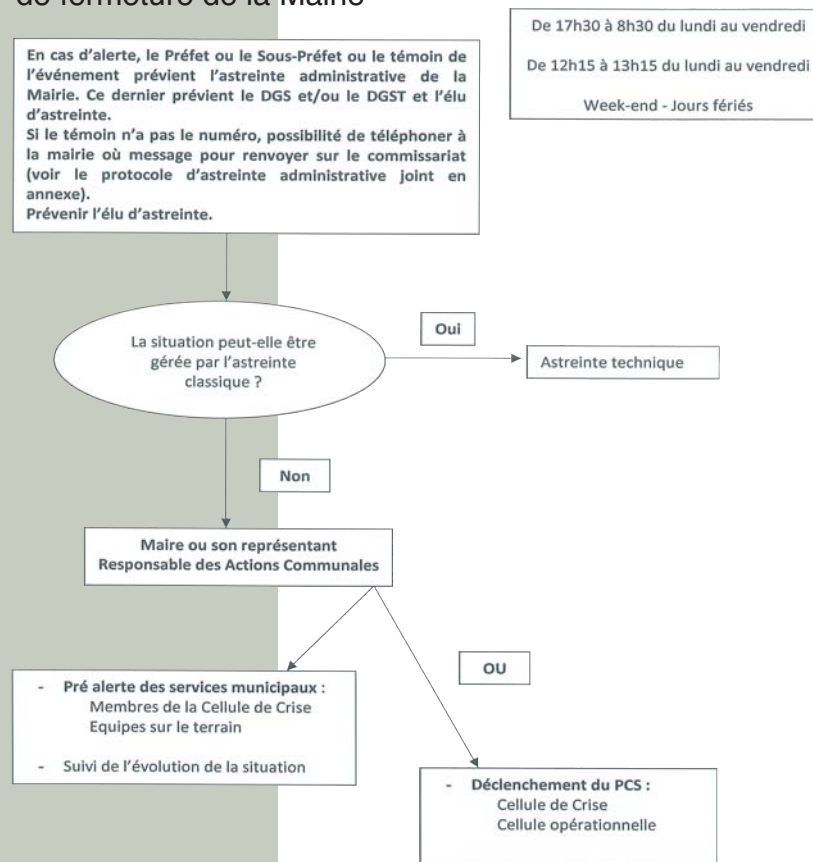 de fermeture de la Mairie
De 17h30 à 8h30 du lundi au vendredi
De 12h15 à 13h15 du lundi au vendredi
Week-end - Jours fériés
En cas d'alerte, le Préfet ou le Sous-Préfet ou le témoin de
l'événement prévient l'astreinte administrative de la
Mairie. Ce dernier prévient le DGS et/ou le DGST et l'élu
d'astreinte.
Si le témoin n'a pas le numéro, possibilité de téléphoner à
la mairie où message pour renvoyer sur le commissariat
(voir le protocole d'astreinte administrative joint en
annexe).
Prévenir l'élu d'astreinte.
La situation peut-elle être
gérée par l'astreinte
classique ?
Oui
Astreinte technique
Non
Maire ou son représentant
Responsable des Actions Communales
OU
- Pré alerte des services municipaux :
Membres de la Cellule de Crise
Equipes sur le terrain
- Suivi de l'évolution de la situation
- Déclenchement du PCS :
Cellule de Crise
Cellule opérationnelle